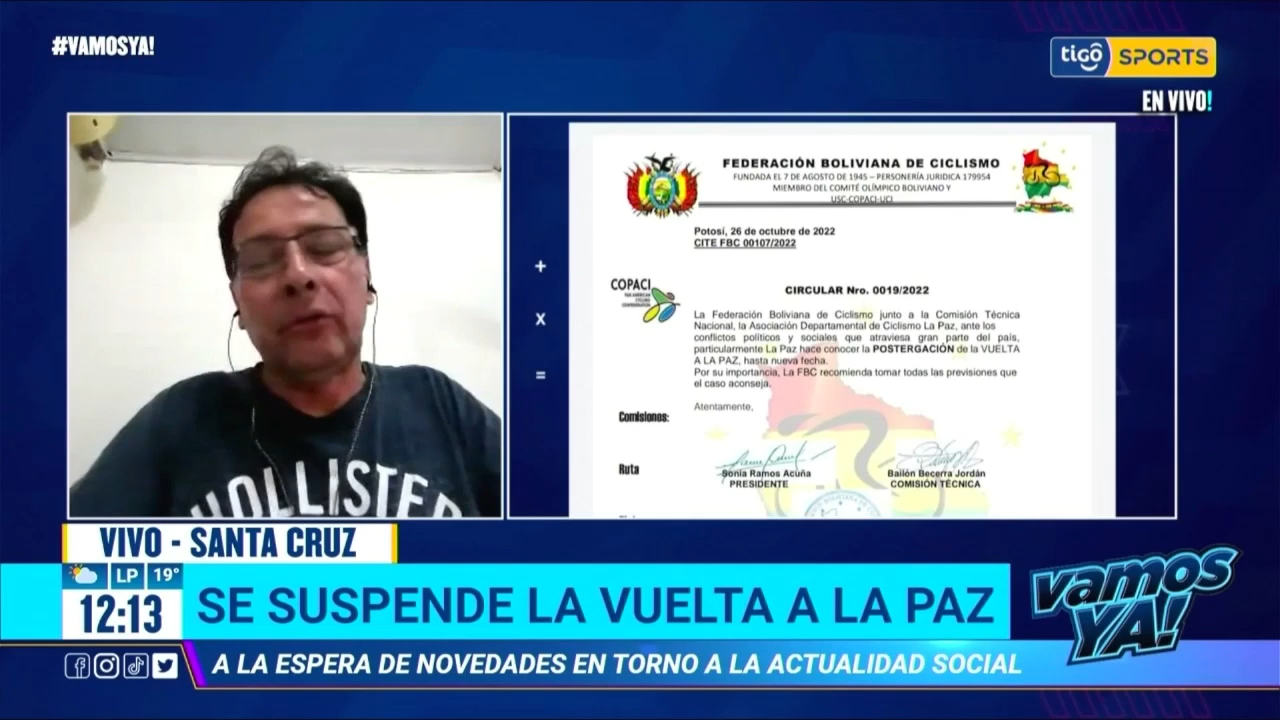 #VAMOSYA!
tigo SPORTS
EN VIVO!
FEDERACIÓN BOLIVIANA DE CICLISMO
FUNDADA EL 7 DE AGOSTO DE 1945 – PERSONERÍA JURIDICA 179954
MIEMBRO DEL COMITÉ OLÍMPICO BOLIVIANO Y
USC-COPACI-UCI
Potosí, 26 de octubre de 2022
CITE FBC 00107/2022
COPACI
CIRCULAR Nro. 0019/2022
La Federación Boliviana de Ciclismo junto a la Comisión Técnica
Nacional, la Asociación Departamental de Ciclismo La Paz, ante los
conflictos políticos y sociales que atraviesa gran parte del país,
particularmente La Paz hace conocer la POSTERGACIÓN de la VUELTA
A LA PAZ, hasta nueva fecha.
Por su importancia, La FBC recomienda tomar todas las previsiones que
el caso aconseja.
Atentamente,
Comisiones:
Ruta
Sonia Ramos Acuña
PRESIDENTE
Bailón Becerra Jordán
COMISIÓN TÉCNICA
HOLLISTER
VIVO - SANTA CRUZ
LP 19°
12:13
SE SUSPENDE LA VUELTA A LA PAZ
vamos
YA!
A LA ESPERA DE NOVEDADES EN TORNO A LA ACTUALIDAD SOCIAL